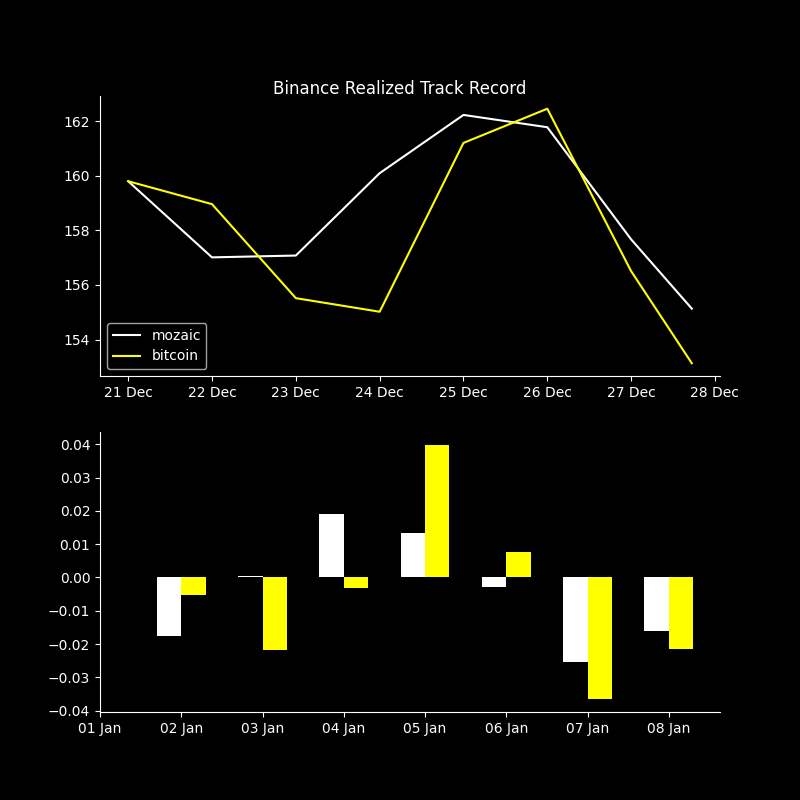 Binance Realized Track Record
162
160
158
156
154
mozaic
bitcoin
21 Dec 22 Dec 23 Dec 24 Dec 25 Dec 26 Dec 27 Dec 28 Dec
0.04
0.03
0.02
0.01
0.00
−0.01
−0.02
−0.03
−0.04
01 Jan 02 Jan 03 Jan 04 Jan 05 Jan 06 Jan 07 Jan 08 Jan